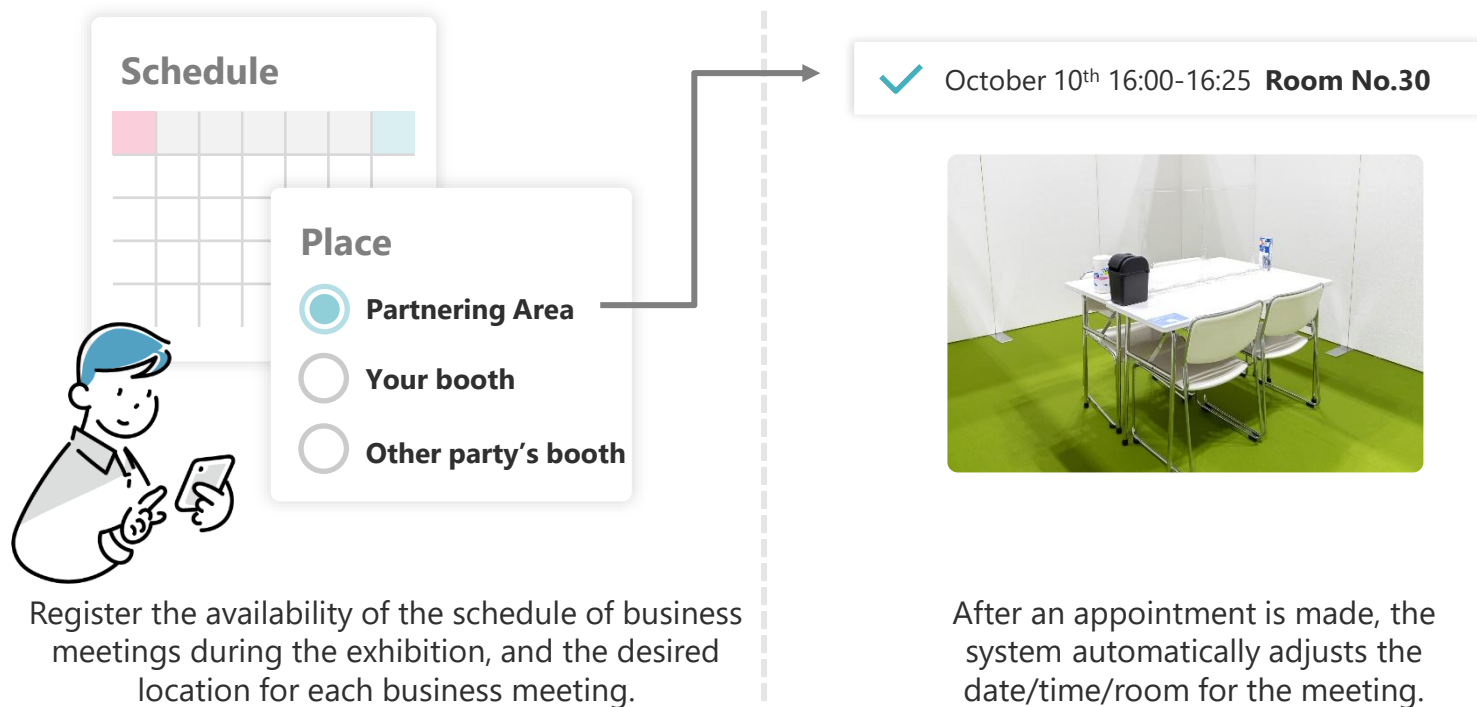 Schedule
Place
Partnering Area
Your booth
Other party’s booth
Register the availability of the schedule of business
meetings during the exhibition, and the desired
location for each business meeting.
October 10th 16:00-16:25 Room No.30
After an appointment is made, the
system automatically adjusts the
date/time/room for the meeting.